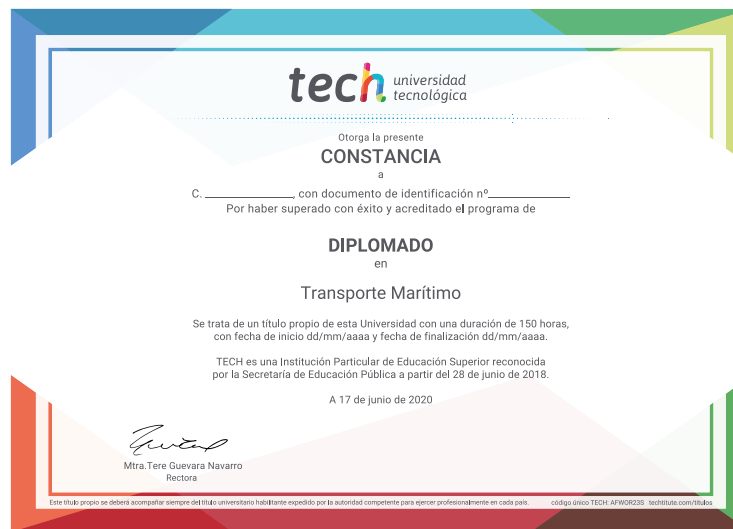 tech universidad
tecnológica
Otorga la presente
CONSTANCIA
a
C. ________________, con documento de identificación nº______________
Por haber superado con éxito y acreditado el programa de
DIPLOMADO
en
Transporte Marítimo
Se trata de un título propio de esta Universidad con una duración de 150 horas,
con fecha de inicio dd/mm/aaaa y fecha de finalización dd/mm/aaaa.
TECH es una Institución Particular de Educación Superior reconocida
por la Secretaría de Educación Pública a partir del 28 de junio de 2018.
A 17 de junio de 2020
Mtra.Tere Guevara Navarro
Rectora
Este título propio se deberá acompañar siempre del título universitario habilitante expedido por la autoridad competente para ejercer profesionalmente en cada país. código único TECH: AFWOR23S techtitute.com/titulos